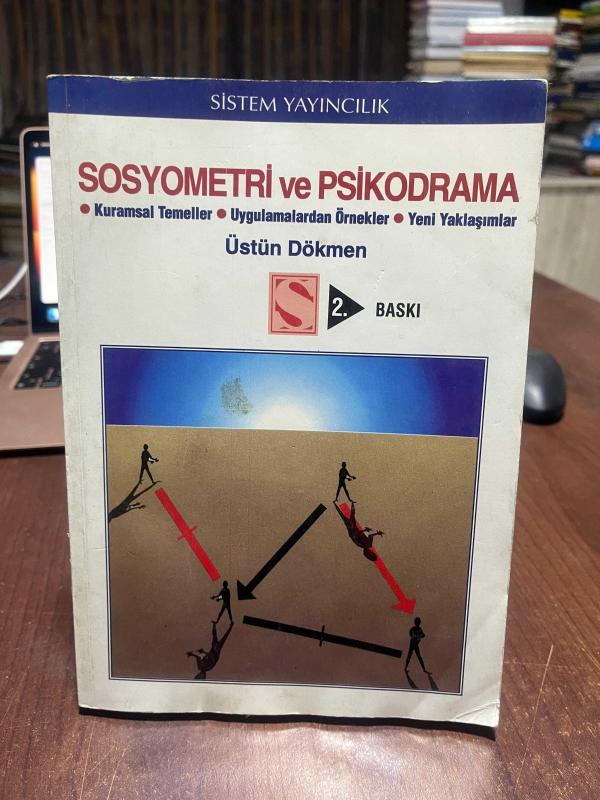 SİSTEM YAYINCILIK
SOSYOMETRİ ve PSİKODRAMA
• Kuramsal Temeller • Uygulamalardan Örnekler • Yeni Yaklaşımlar
Üstün Dökmen
S 2. BASKI